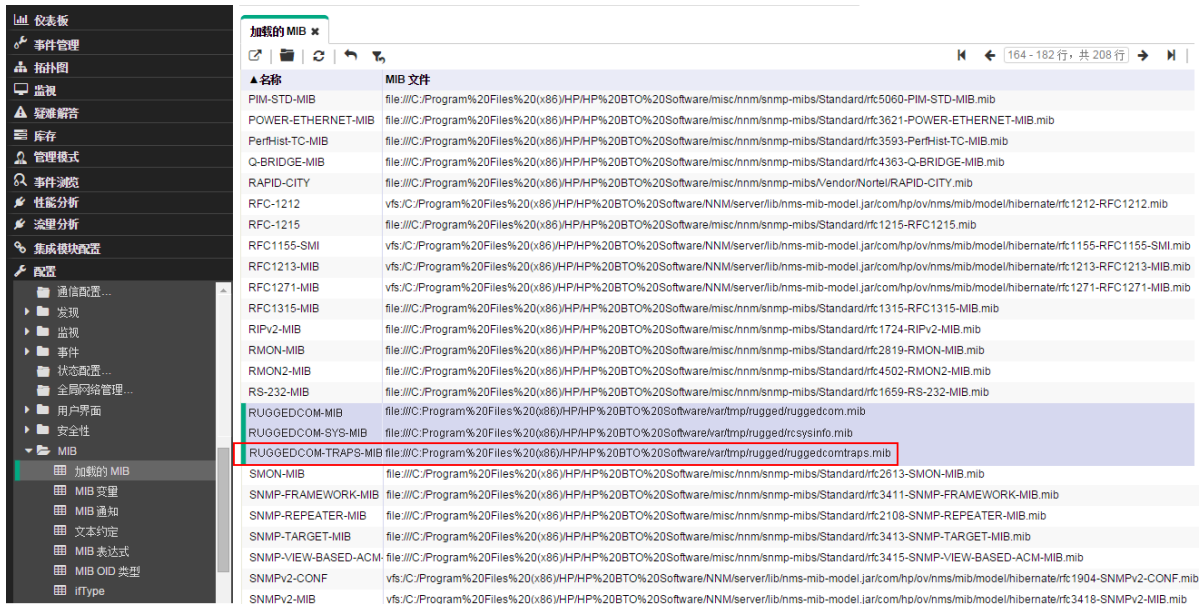 仪表板
事件管理
拓扑图
监视
疑难解答
库存
管理模式
事件浏览
性能分析
流量分析
集成模块配置
配置
通信配置...
发现
监视
事件
状态配置...
全局网络管理...
用户界面
安全性
MIB
加载的 MIB
MIB 变量
MIB 通知
文本约定
MIB 表达式
MIB OID 类型
ifType
加载的 MIB ✖
164 - 182 行，共 208 行
▲名称 MIB 文件
PIM-STD-MIB file:///C:/Program%20Files%20(x86)/HP/HP%20BTO%20Software/misc/nnm/snmp-mibs/Standard/rfc5060-PIM-STD-MIB.mib
POWER-ETHERNET-MIB file:///C:/Program%20Files%20(x86)/HP/HP%20BTO%20Software/misc/nnm/snmp-mibs/Standard/rfc3621-POWER-ETHERNET-MIB.mib
PerfHist-TC-MIB file:///C:/Program%20Files%20(x86)/HP/HP%20BTO%20Software/misc/nnm/snmp-mibs/Standard/rfc3593-PerfHist-TC-MIB.mib
Q-BRIDGE-MIB file:///C:/Program%20Files%20(x86)/HP/HP%20BTO%20Software/misc/nnm/snmp-mibs/Standard/rfc4363-Q-BRIDGE-MIB.mib
RAPID-CITY file:///C:/Program%20Files%20(x86)/HP/HP%20BTO%20Software/misc/nnm/snmp-mibs/Vendor/Nortel/RAPID-CITY.mib
RFC-1212 vfs:/C:/Program%20Files%20(x86)/HP/HP%20BTO%20Software/NNM/server/lib/nms-mib-model.jar/com/hp/ov/nms/mib/model/hibernate/rfc1212-RFC1212.mib
RFC-1215 file:///C:/Program%20Files%20(x86)/HP/HP%20BTO%20Software/misc/nnm/snmp-mibs/Standard/rfc1215-RFC1215.mib
RFC1155-SMI vfs:/C:/Program%20Files%20(x86)/HP/HP%20BTO%20Software/NNM/server/lib/nms-mib-model.jar/com/hp/ov/nms/mib/model/hibernate/rfc1155-RFC1155-SMI.mib
RFC1213-MIB vfs:/C:/Program%20Files%20(x86)/HP/HP%20BTO%20Software/NNM/server/lib/nms-mib-model.jar/com/hp/ov/nms/mib/model/hibernate/rfc1213-RFC1213-MIB.mib
RFC1271-MIB vfs:/C:/Program%20Files%20(x86)/HP/HP%20BTO%20Software/NNM/server/lib/nms-mib-model.jar/com/hp/ov/nms/mib/model/hibernate/rfc1271-RFC1271-MIB.mib
RFC1315-MIB file:///C:/Program%20Files%20(x86)/HP/HP%20BTO%20Software/misc/nnm/snmp-mibs/Standard/rfc1315-RFC1315-MIB.mib
RIPv2-MIB file:///C:/Program%20Files%20(x86)/HP/HP%20BTO%20Software/misc/nnm/snmp-mibs/Standard/rfc1724-RIPv2-MIB.mib
RMON-MIB file:///C:/Program%20Files%20(x86)/HP/HP%20BTO%20Software/misc/nnm/snmp-mibs/Standard/rfc2819-RMON-MIB.mib
RMON2-MIB file:///C:/Program%20Files%20(x86)/HP/HP%20BTO%20Software/misc/nnm/snmp-mibs/Standard/rfc4502-RMON2-MIB.mib
RS-232-MIB file:///C:/Program%20Files%20(x86)/HP/HP%20BTO%20Software/misc/nnm/snmp-mibs/Standard/rfc1659-RS-232-MIB.mib
RUGGEDCOM-MIB file:///C:Program%20Files%20(x86)/HP/HP%20BTO%20Software/var/tmp/rugged/ruggedcom.mib
RUGGEDCOM-SYS-MIB file:///C:Program%20Files%20(x86)/HP/HP%20BTO%20Software/var/tmp/rugged/rcsysinfo.mib
RUGGEDCOM-TRAPS-MIB file:///C:Program%20Files%20(x86)/HP/HP%20BTO%20Software/var/tmp/rugged/ruggedcomtraps.mib
SMON-MIB file:///C:/Program%20Files%20(x86)/HP/HP%20BTO%20Software/misc/nnm/snmp-mibs/Standard/rfc2613-SMON-MIB.mib
SNMP-FRAMEWORK-MIB file:///C:/Program%20Files%20(x86)/HP/HP%20BTO%20Software/misc/nnm/snmp-mibs/Standard/rfc3411-SNMP-FRAMEWORK-MIB.mib
SNMP-REPEATER-MIB file:///C:/Program%20Files%20(x86)/HP/HP%20BTO%20Software/misc/nnm/snmp-mibs/Standard/rfc2108-SNMP-REPEATER-MIB.mib
SNMP-TARGET-MIB file:///C:/Program%20Files%20(x86)/HP/HP%20BTO%20Software/misc/nnm/snmp-mibs/Standard/rfc3413-SNMP-TARGET-MIB.mib
SNMP-VIEW-BASED-ACM- file:///C:/Program%20Files%20(x86)/HP/HP%20BTO%20Software/misc/nnm/snmp-mibs/Standard/rfc3415-SNMP-VIEW-BASED-ACM-MIB.mib
SNMPv2-CONF vfs:/C:/Program%20Files%20(x86)/HP/HP%20BTO%20Software/NNM/server/lib/nms-mib-model.jar/com/hp/ov/nms/mib/model/hibernate/rfc1904-SNMPv2-CONF.mib
SNMPv2-MIB vfs:/C:/Program%20Files%20(x86)/HP/HP%20BTO%20Software/NNM/server/lib/nms-mib-model.jar/com/hp/ov/nms/mib/model/hibernate/rfc3418-SNMPv2-MIB.mib